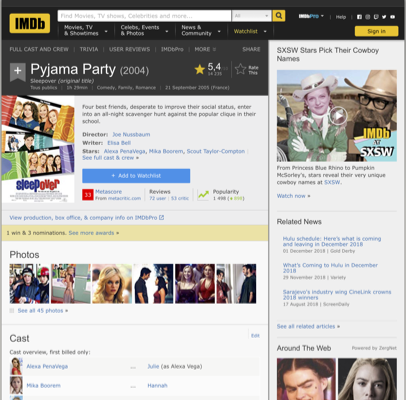 IMDb
Find Movies, TV shows, Celebrities and more...
All
Movies, TV
& Showtimes
Celebs, Events
& Photos
News &
Community
Watchlist
IMDbPro
Help
Sign in
FULL CAST AND CREW | TRIVIA | USER REVIEWS | IMDbPro | MORE
SHARE
Pyjama Party (2004)
Sleepover (original title)
Tous publics | 1h 29min | Comedy, Family, Romance | 21 September 2005 (France)
5,4
Rate
This
Four best friends, desperate to improve their social status, enter
into an all-night scavenger hunt against the popular clique in their
school.
Director: Joe Nussbaum
Writer: Elisa Bell
Stars: Alexa PenaVega, Mika Boorem, Scout Taylor-Compton |
See full cast & crew »
+ Add to Watchlist
33
Metascore
From metacritic.com
Reviews
72 user | 53 critic
Popularity
sleepover
View production, box office, & company info on IMDbPro
1 win & 3 nominations. See more awards »
Photos
See all 45 photos »
Cast
Edit
Cast overview, first billed only:
Alexa PenaVega ... Julie (as Alexa Vega)
Mika Boorem ... Hannah
SXSW Stars Pick Their Cowboy
Names
IMDb
AT
SXSW
From Princess Blue Rhino to Pumpkin
McSorley's, stars reveal their very unique
cowboy names at SXSW.
Watch now »
Related News
Hulu schedule: Here's what is coming
and leaving in December 2018
01 December 2018 | Gold Derby
What's Coming to Hulu in December
2018
29 November 2018 | Variety
Sarajevo's industry wing CineLink crowns
2018 winners
17 August 2018 | ScreenDaily
See all related articles »
Around The Web
Powered by ZergNet